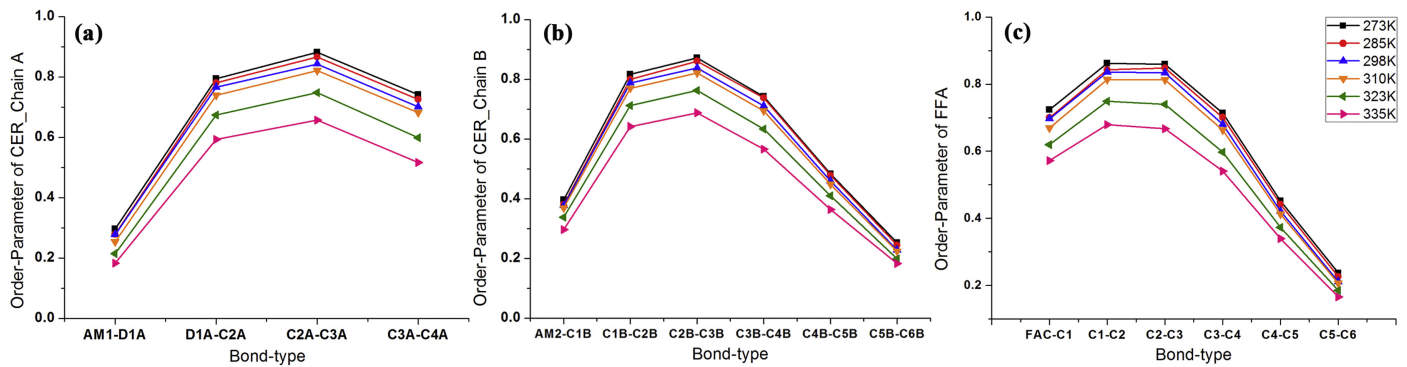 (a)
Order-Parameter of CER_Chain A
1.0
0.8
0.6
0.4
0.2
0.0
AM1-D1A D1A-C2A C2A-C3A C3A-C4A
Bond-type
(b)
Order-Parameter of CER_Chain B
1.0
0.8
0.6
0.4
0.2
0.0
AM2-C1B C1B-C2B C2B-C3B C3B-C4B C4B-C5B C5B-C6B
Bond-type
(c)
Order-Parameter of FFA
1.0
0.8
0.6
0.4
0.2
FAC-C1 C1-C2 C2-C3 C3-C4 C4-C5 C5-C6
Bond-type
273K
285K
298K
310K
323K
335K